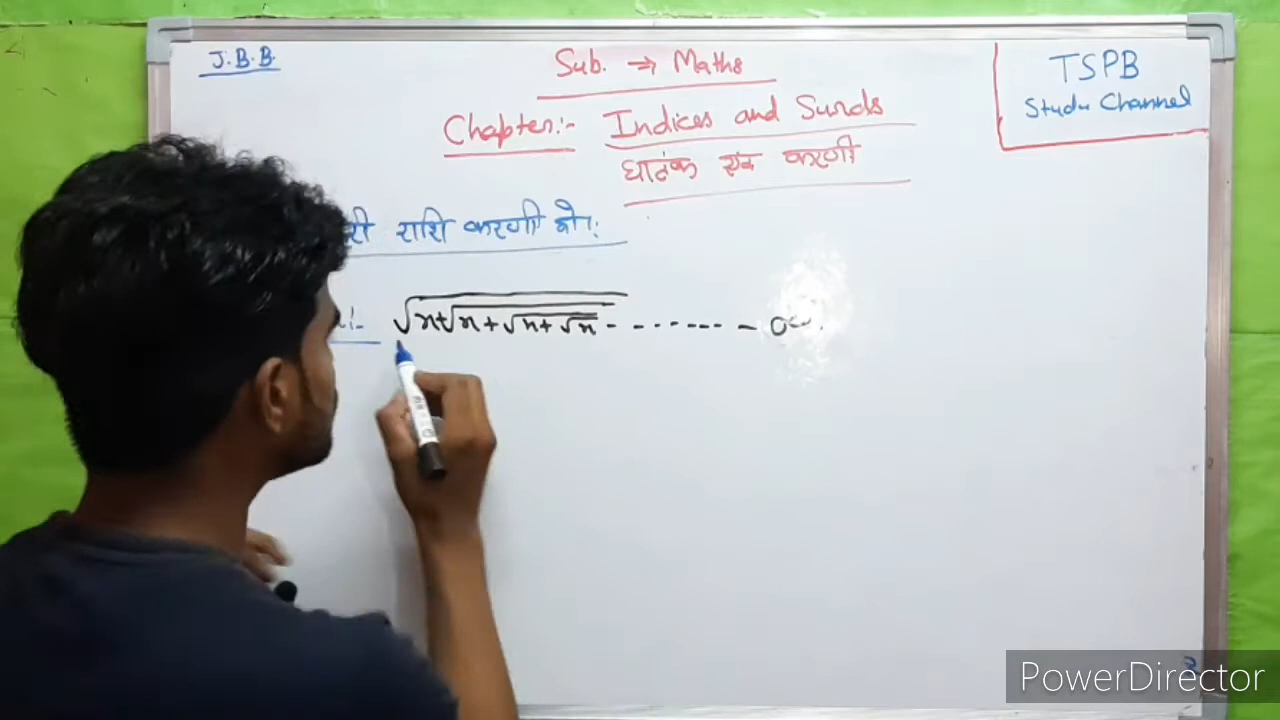 J.B.B.
Sub. → Maths
TSPB
Study Channel
Chapter:- Indices and Surds
घातंक एवं करणी
राशि करणी हो।:
√x+√x+√x+√x - - - - - - - - ∞.
PowerDirector